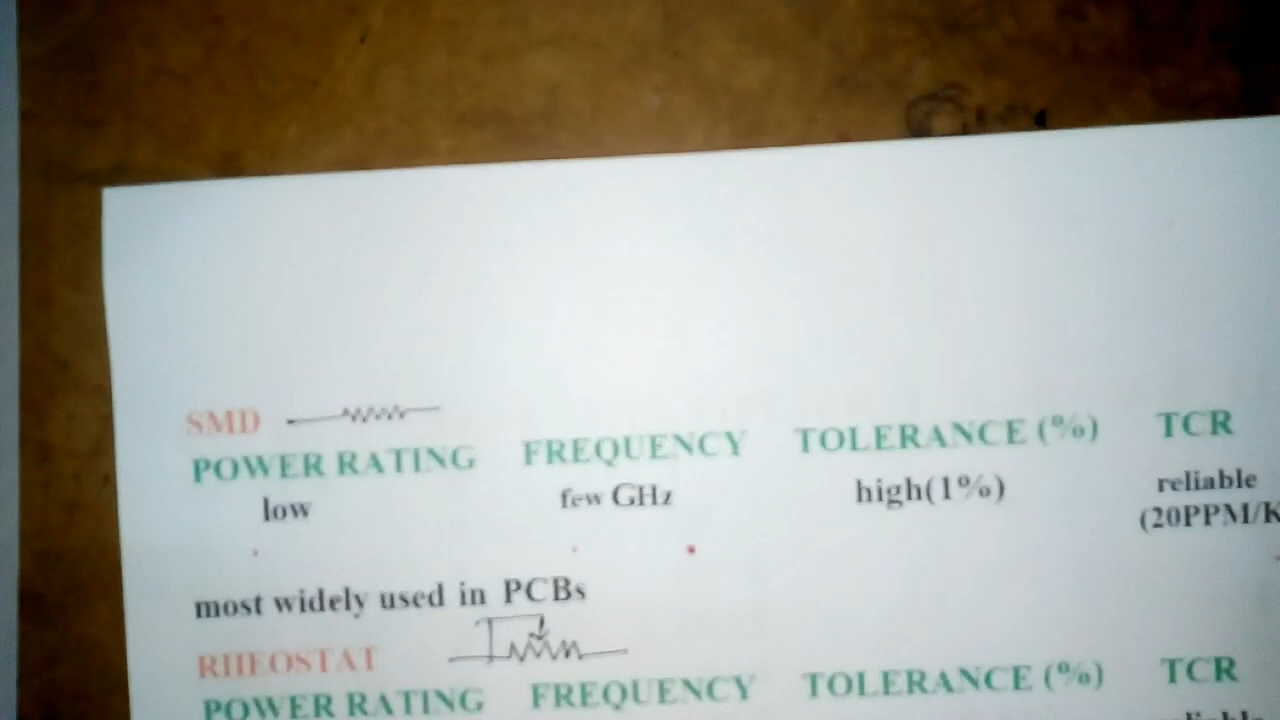 SMD
POWER RATING FREQUENCY TOLERANCE (%) TCR
low few GHz high(1%) reliable
(20PPM/K
most widely used in PCBs
RHEOSTAT
POWER RATING FREQUENCY TOLERANCE (%) TCR